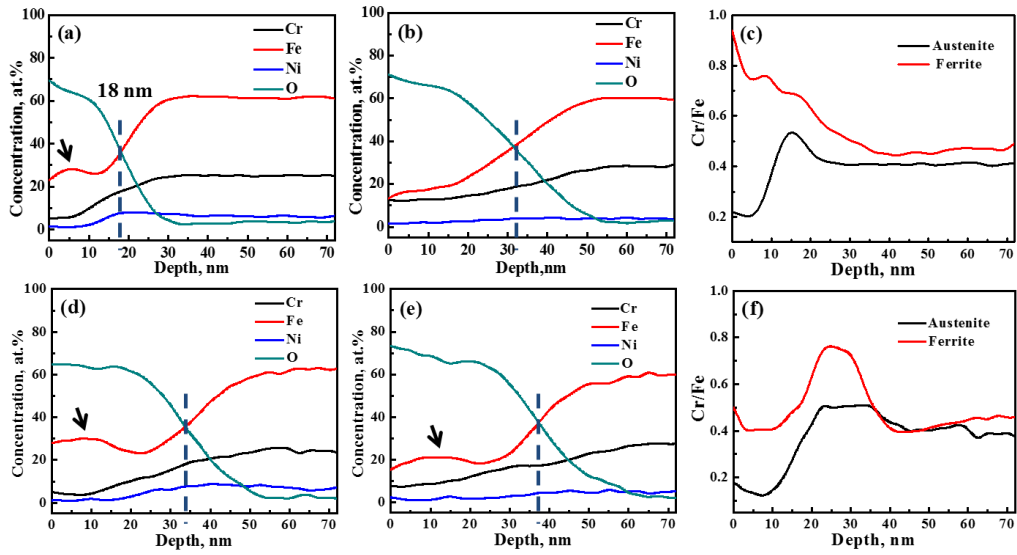 (a)
Cr
Fe
Ni
O
18 nm
Concentration, at.%
100
80
60
40
20
0
0 10 20 30 40 50 60 70
Depth, nm
(b)
Cr
Fe
Ni
O
Concentration, at.%
100
80
60
40
20
0
0 10 20 30 40 50 60 70
Depth,nm
(c)
Austenite
Ferrite
Cr/Fe
1.0
0.8
0.6
0.4
0.2
0 10 20 30 40 50 60 70
Depth, nm
(d)
Cr
Fe
Ni
O
Concentration, at.%
100
80
60
40
20
0
0 10 20 30 40 50 60 70
Depth, nm
(e)
Cr
Fe
Ni
O
Concentration, at.%
100
80
60
40
20
0
0 10 20 30 40 50 60 70
Depth, nm
(f)
Austenite
Ferrite
Cr/Fe
1.0
0.8
0.6
0.4
0.2
0 10 20 30 40 50 60 70
Depth, nm